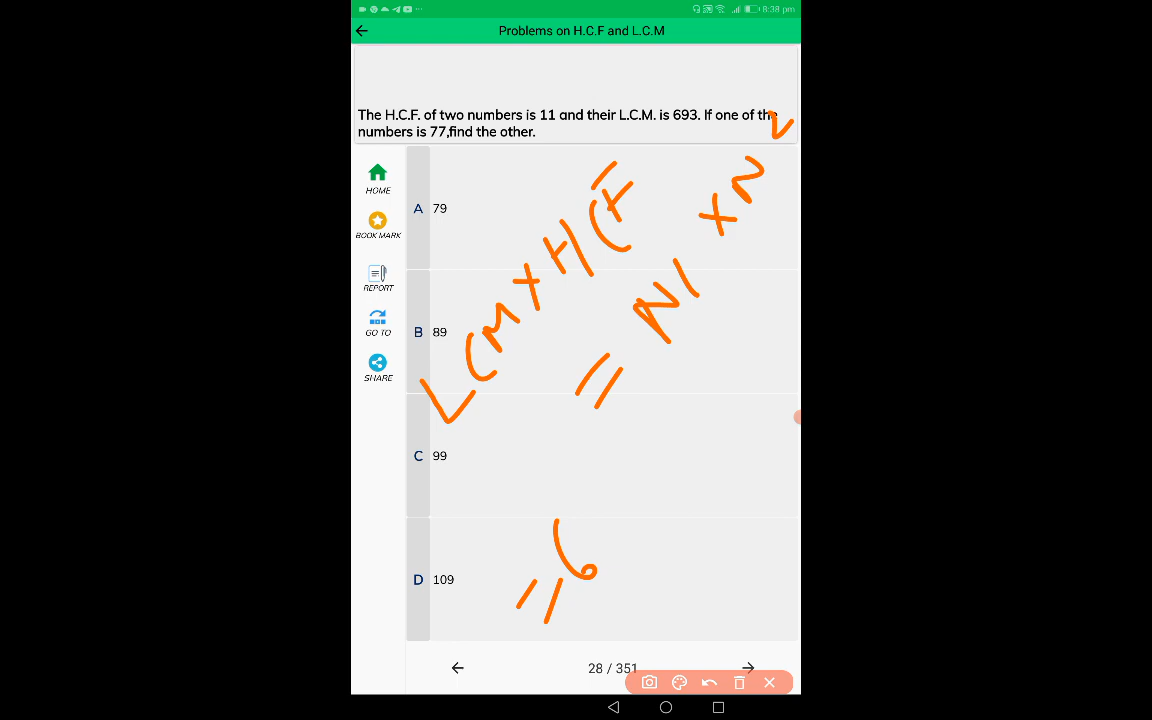 8:38 pm
Problems on H.C.F and L.C.M
The H.C.F. of two numbers is 11 and their L.C.M. is 693. If one of the
numbers is 77,find the other.
HOME
BOOK MARK
REPORT
GO TO
SHARE
A 79
B 89
C 99
D 109
LCM × HCF
= N1 × N2
= 6
28 / 351